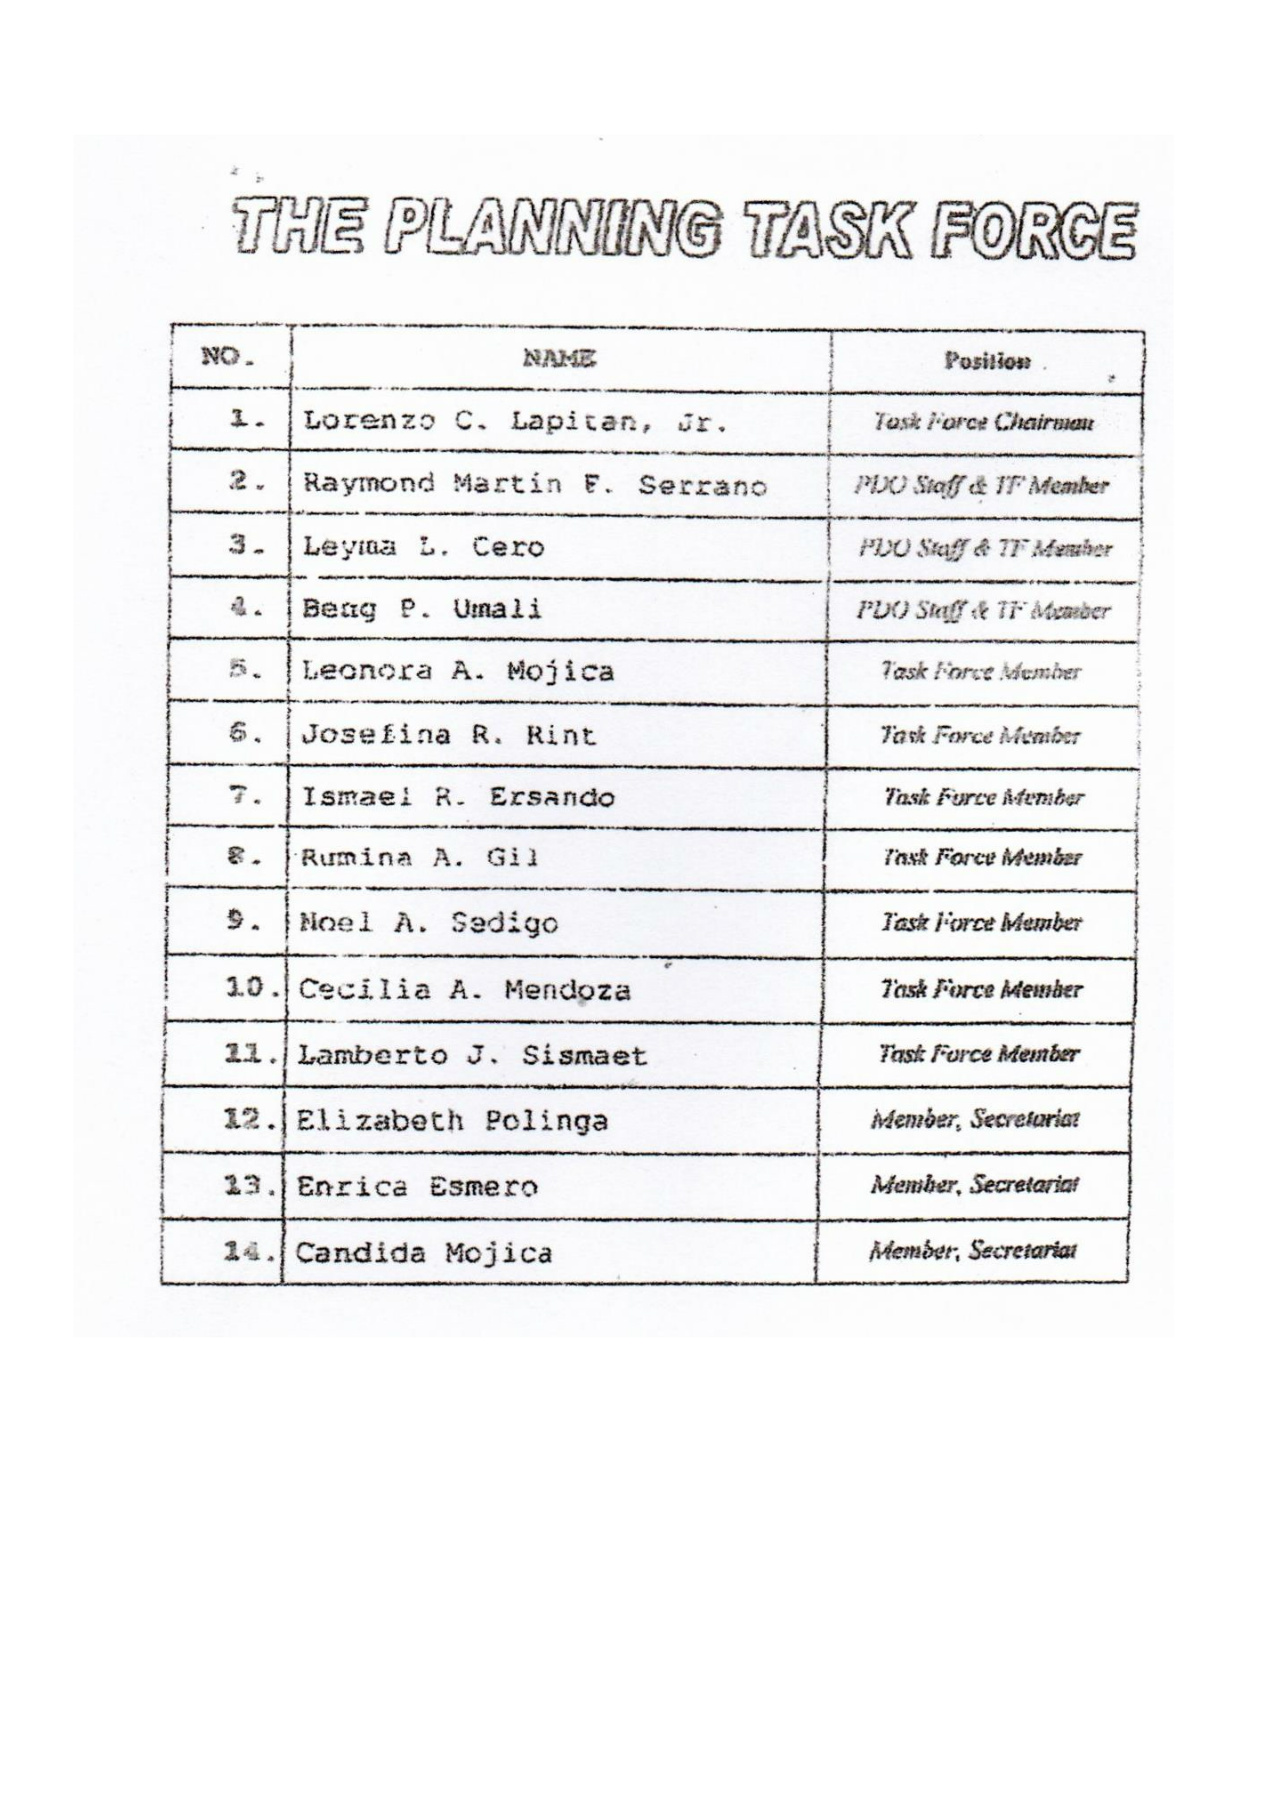 THE PLANNING TASK FORCE
NO. NAME Position
1. Lorenzo C. Lapitan, Jr. Task Force Chairman
2. Raymond Martin F. Serrano PDO Staff & TF Member
3. Leyma L. Cero PDO Staff & TF Member
4. Beng P. Umali PDO Staff & TF Member
5. Leonora A. Mojica Task Force Member
6. Josefina R. Rint Task Force Member
7. Ismael R. Ersando Task Force Member
8. Rumina A. Gil Task Force Member
9. Noel A. Sedigo Task Force Member
10. Cecilia A. Mendoza Task Force Member
11. Lamberto J. Sismaet Task Force Member
12. Elizabeth Polinga Member, Secretariat
13. Enrica Esmero Member, Secretariat
14. Candida Mojica Member, Secretariat